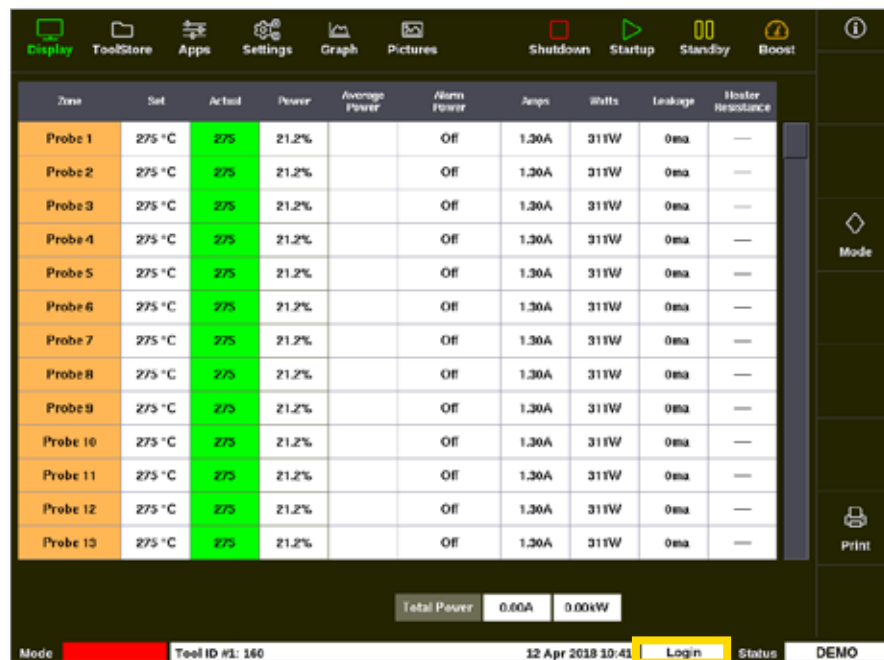 Display ToolStore Apps Settings Graph Pictures Shutdown Startup Standby Boost
Zone Set Actual Power Average Power Alarm Power Amps Watts Leakage Heater Resistance
Probe 1 275 °C 275 21.2% Off 1.30A 311W 0ma —
Probe 2 275 °C 275 21.2% Off 1.30A 311W 0ma —
Probe 3 275 °C 275 21.2% Off 1.30A 311W 0ma —
Probe 4 275 °C 275 21.2% Off 1.30A 311W 0ma —
Mode
Probe 5 275 °C 275 21.2% Off 1.30A 311W 0ma —
Probe 6 275 °C 275 21.2% Off 1.30A 311W 0ma —
Probe 7 275 °C 275 21.2% Off 1.30A 311W 0ma —
Probe 8 275 °C 275 21.2% Off 1.30A 311W 0ma —
Probe 9 275 °C 275 21.2% Off 1.30A 311W 0ma —
Probe 10 275 °C 275 21.2% Off 1.30A 311W 0ma —
Probe 11 275 °C 275 21.2% Off 1.30A 311W 0ma —
Probe 12 275 °C 275 21.2% Off 1.30A 311W 0ma —
Probe 13 275 °C 275 21.2% Off 1.30A 311W 0ma —
Print
Total Power 0.00A 0.00kW
Mode Tool ID #1: 160 12 Apr 2018 10:41 Login Status DEMO